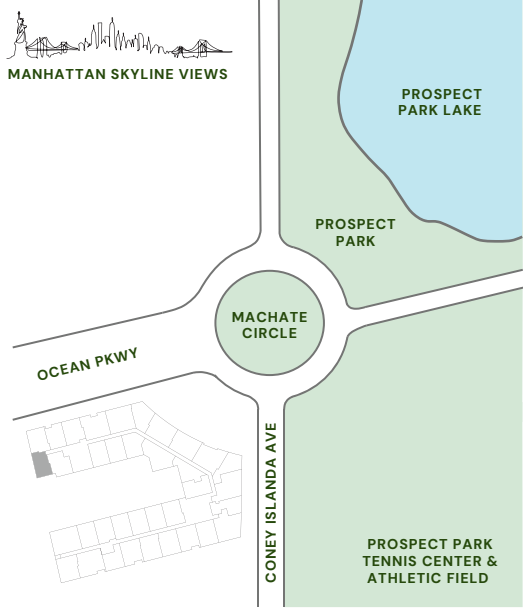 MANHATTAN SKYLINE VIEWS
PROSPECT
PARK LAKE
PROSPECT
PARK
MACHATE
CIRCLE
OCEAN PKWY
CONEY ISLANDA AVE
PROSPECT PARK
TENNIS CENTER &
ATHLETIC FIELD